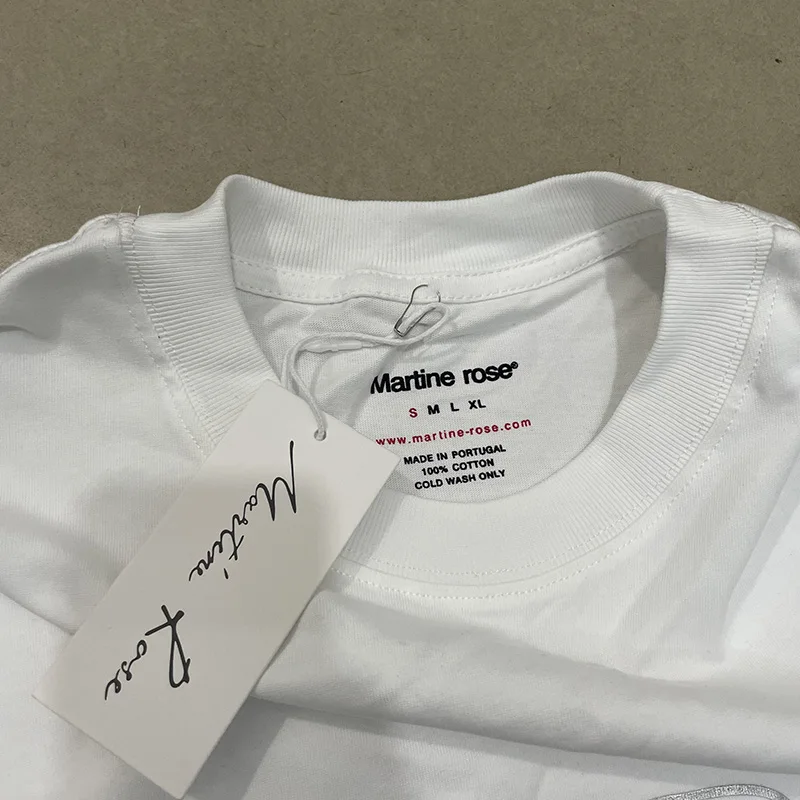 Martine rose®
S M L XL
www.martine-rose.com
MADE IN PORTUGAL
100% COTTON
COLD WASH ONLY
Martine
Rose